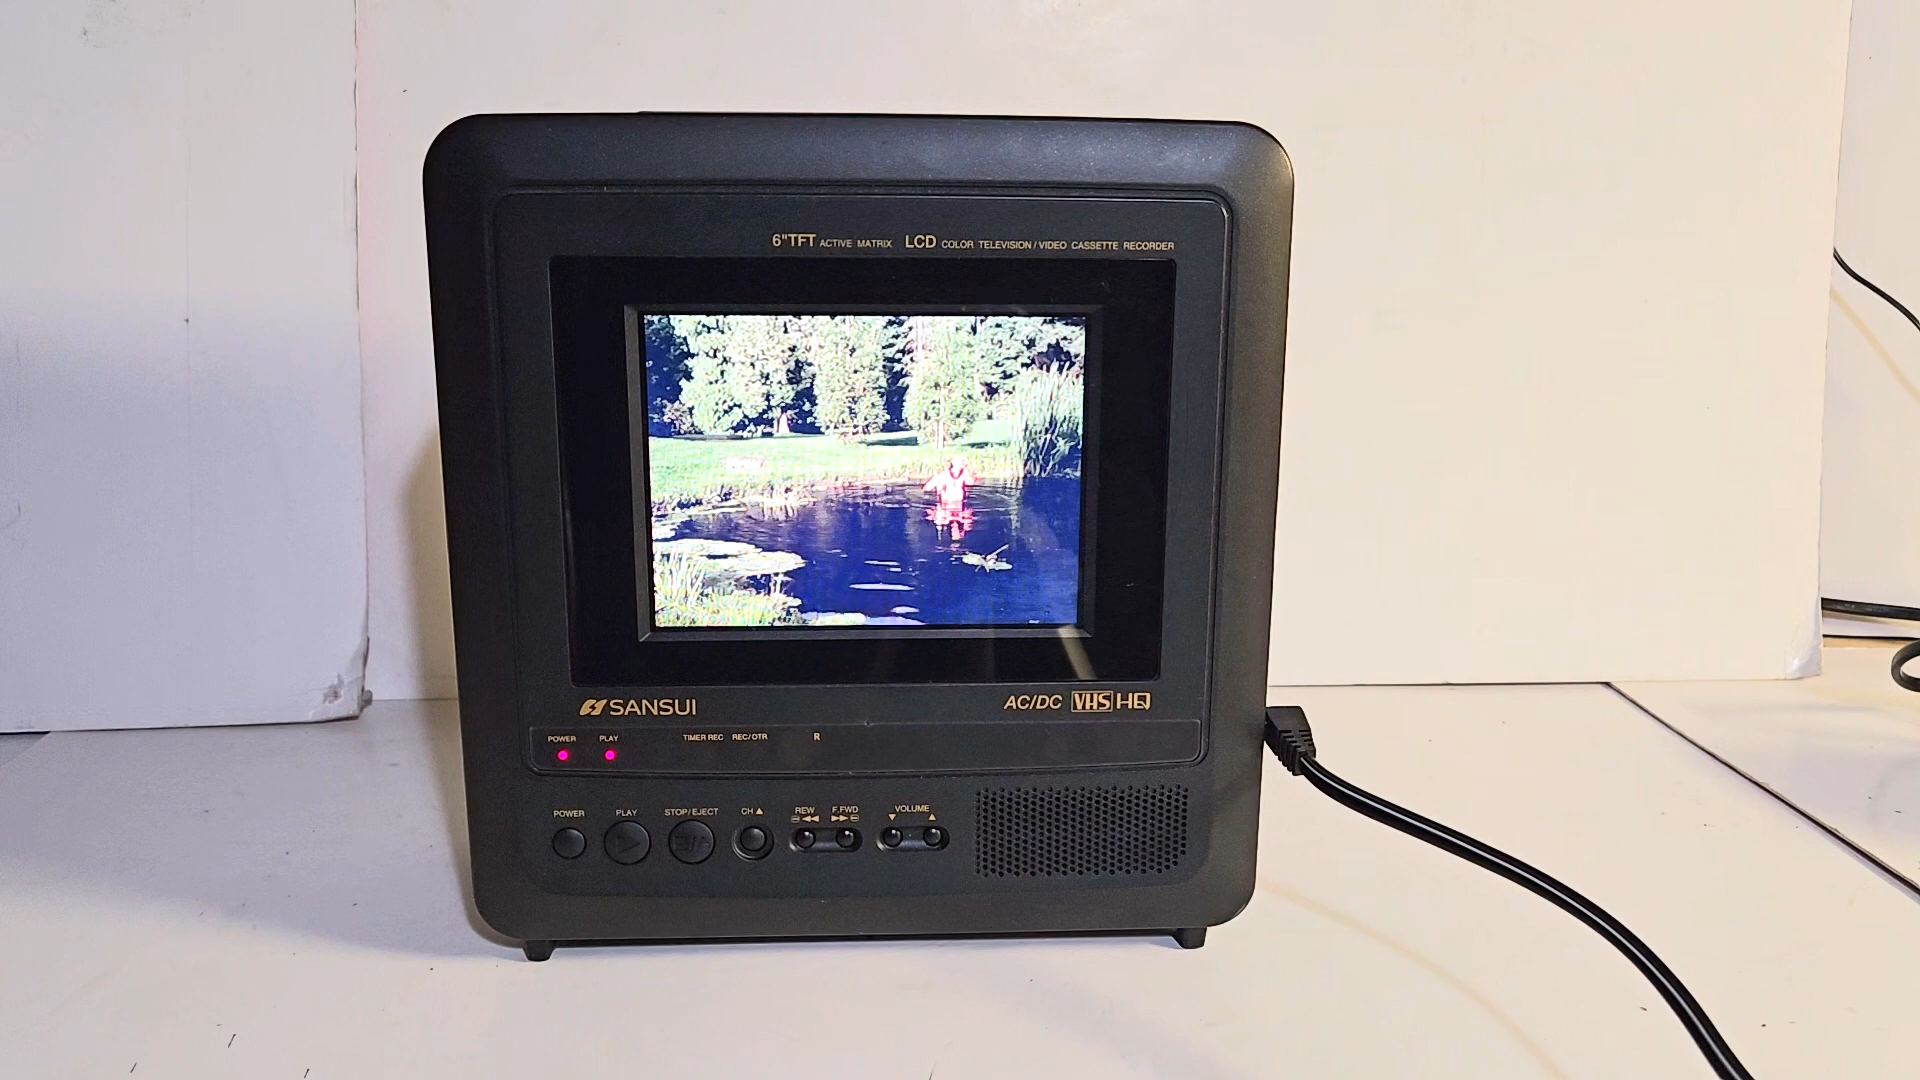 6"TFT ACTIVE MATRIX LCD COLOR TELEVISION/VIDEO CASSETTE RECORDER
SANSUI AC/DC VHS HQ
POWER PLAY TIMER REC REC/OTR R
POWER PLAY STOP/EJECT CH ▲ REW F.FWD VOLUME
◀◀ ▶▶ ▼ ▲